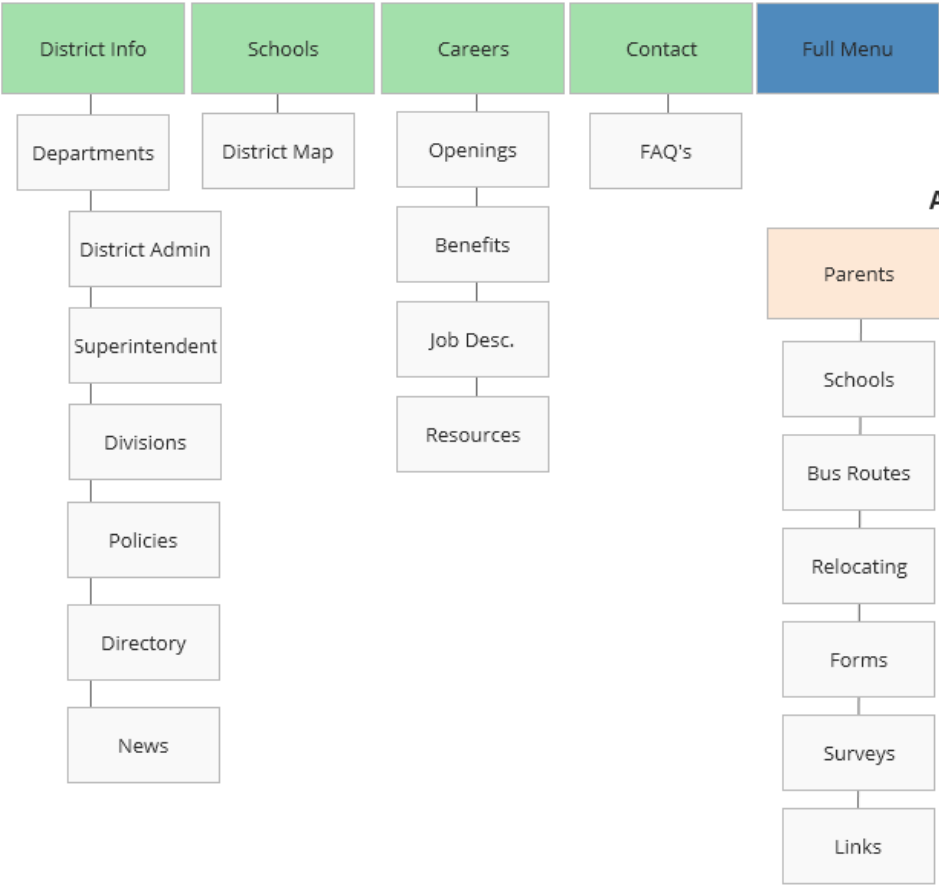 District Info
Schools
Careers
Contact
Full Menu
Departments
District Admin
Superintendent
Divisions
Policies
Directory
News
District Map
Openings
Benefits
Job Desc.
Resources
FAQ's
Parents
Schools
Bus Routes
Relocating
Forms
Surveys
Links